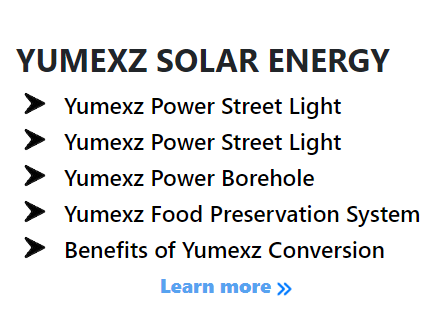 YUMEXZ SOLAR ENERGY
Yumexz Power Street Light
Yumexz Power Street Light
Yumexz Power Borehole
Yumexz Food Preservation System
Benefits of Yumexz Conversion
Learn more »